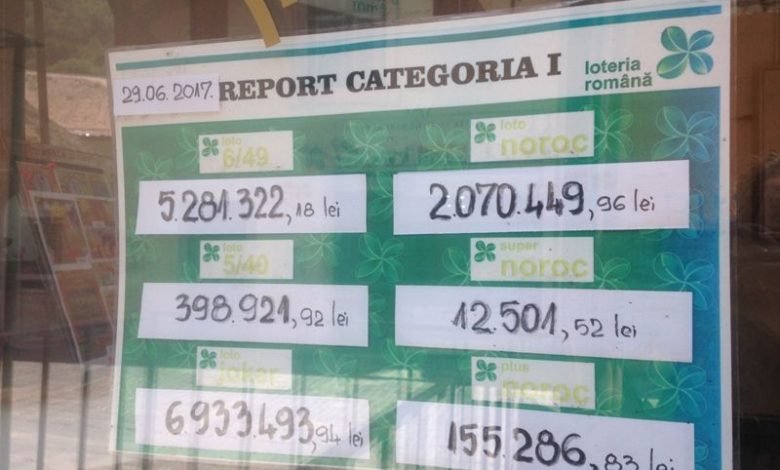 REPORT CATEGORIA I
loteria
română
29.06.2017.
loto
6/49
5.281.322,18 lei
loto
noroc
2.070.449,96 lei
loto
5/40
398.921,92 lei
super
noroc
12.501,52 lei
loto
joker
6.933.493,94 lei
plus
noroc
155.286,83 lei